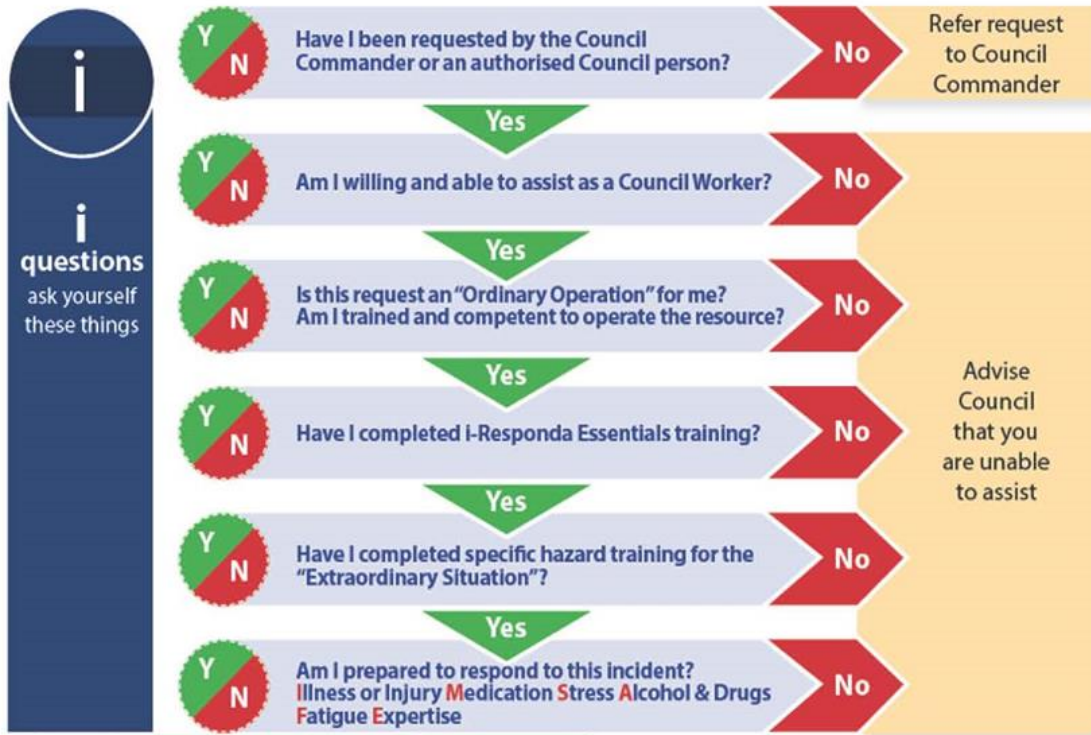 i
i
questions
ask yourself
these things
Y
N
Have I been requested by the Council
Commander or an authorised Council person?
No
Refer request
to Council
Commander
Yes
Y
N
Am I willing and able to assist as a Council Worker?
No
Yes
Y
N
Is this request an “Ordinary Operation” for me?
Am I trained and competent to operate the resource?
No
Yes
Y
N
Have I completed i-Responda Essentials training?
No
Advise
Council
that you
are unable
to assist
Yes
Y
N
Have I completed specific hazard training for the
“Extraordinary Situation”?
No
Yes
Y
N
Am I prepared to respond to this incident?
Illness or Injury Medication Stress Alcohol & Drugs
Fatigue Expertise
No